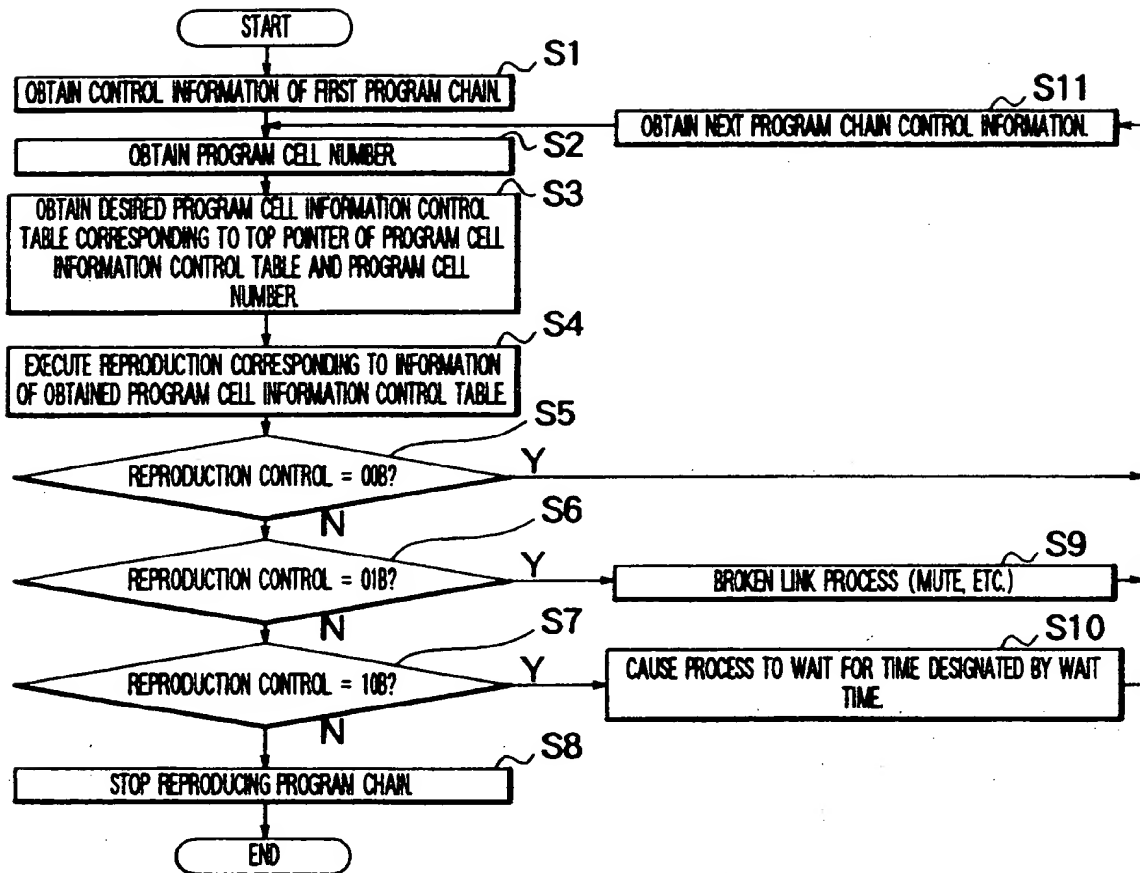 START
S1
OBTAIN CONTROL INFORMATION OF FIRST PROGRAM CHAIN.
S11
OBTAIN NEXT PROGRAM CHAIN CONTROL INFORMATION.
S2
OBTAIN PROGRAM CELL NUMBER.
S3
OBTAIN DESIRED PROGRAM CELL INFORMATION CONTROL
TABLE CORRESPONDING TO TOP POINTER OF PROGRAM CELL
INFORMATION CONTROL TABLE AND PROGRAM CELL
NUMBER.
S4
EXECUTE REPRODUCTION CORRESPONDING TO INFORMATION
OF OBTAINED PROGRAM CELL INFORMATION CONTROL TABLE.
S5
REPRODUCTION CONTROL = 00B?
Y
N
S6
REPRODUCTION CONTROL = 01B?
Y
S9
BROKEN LINK PROCESS (MUTE, ETC.)
N
S7
REPRODUCTION CONTROL = 10B?
Y
S10
CAUSE PROCESS TO WAIT FOR TIME DESIGNATED BY WAIT
TIME.
N
S8
STOP REPRODUCING PROGRAM CHAIN.
END